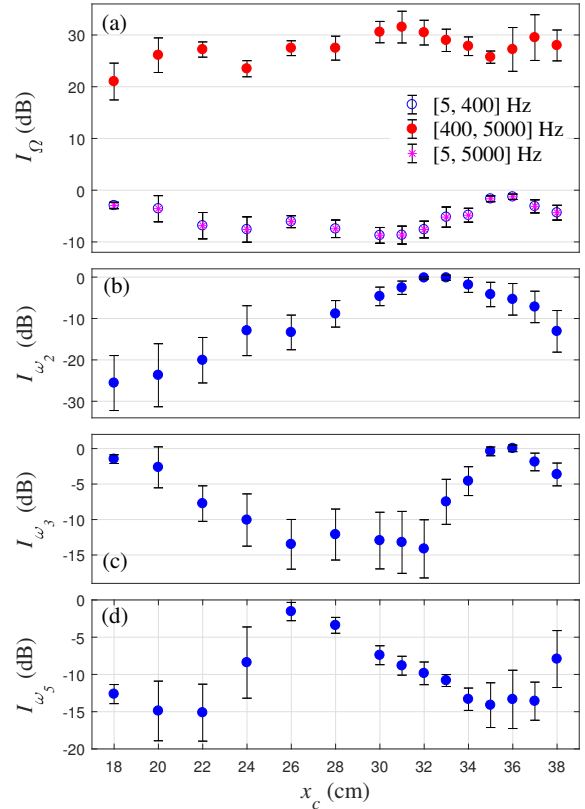 (a)
30
20
10
0
-10
I_Ω (dB)
[5, 400] Hz
[400, 5000] Hz
[5, 5000] Hz
(b)
0
-10
-20
-30
I_ω₂ (dB)
0
-5
-10
-15
(c)
I_ω₃ (dB)
(d)
0
-5
-10
-15
-20
I_ω₅ (dB)
18 20 22 24 26 28 30 32 34 36 38
x_c (cm)